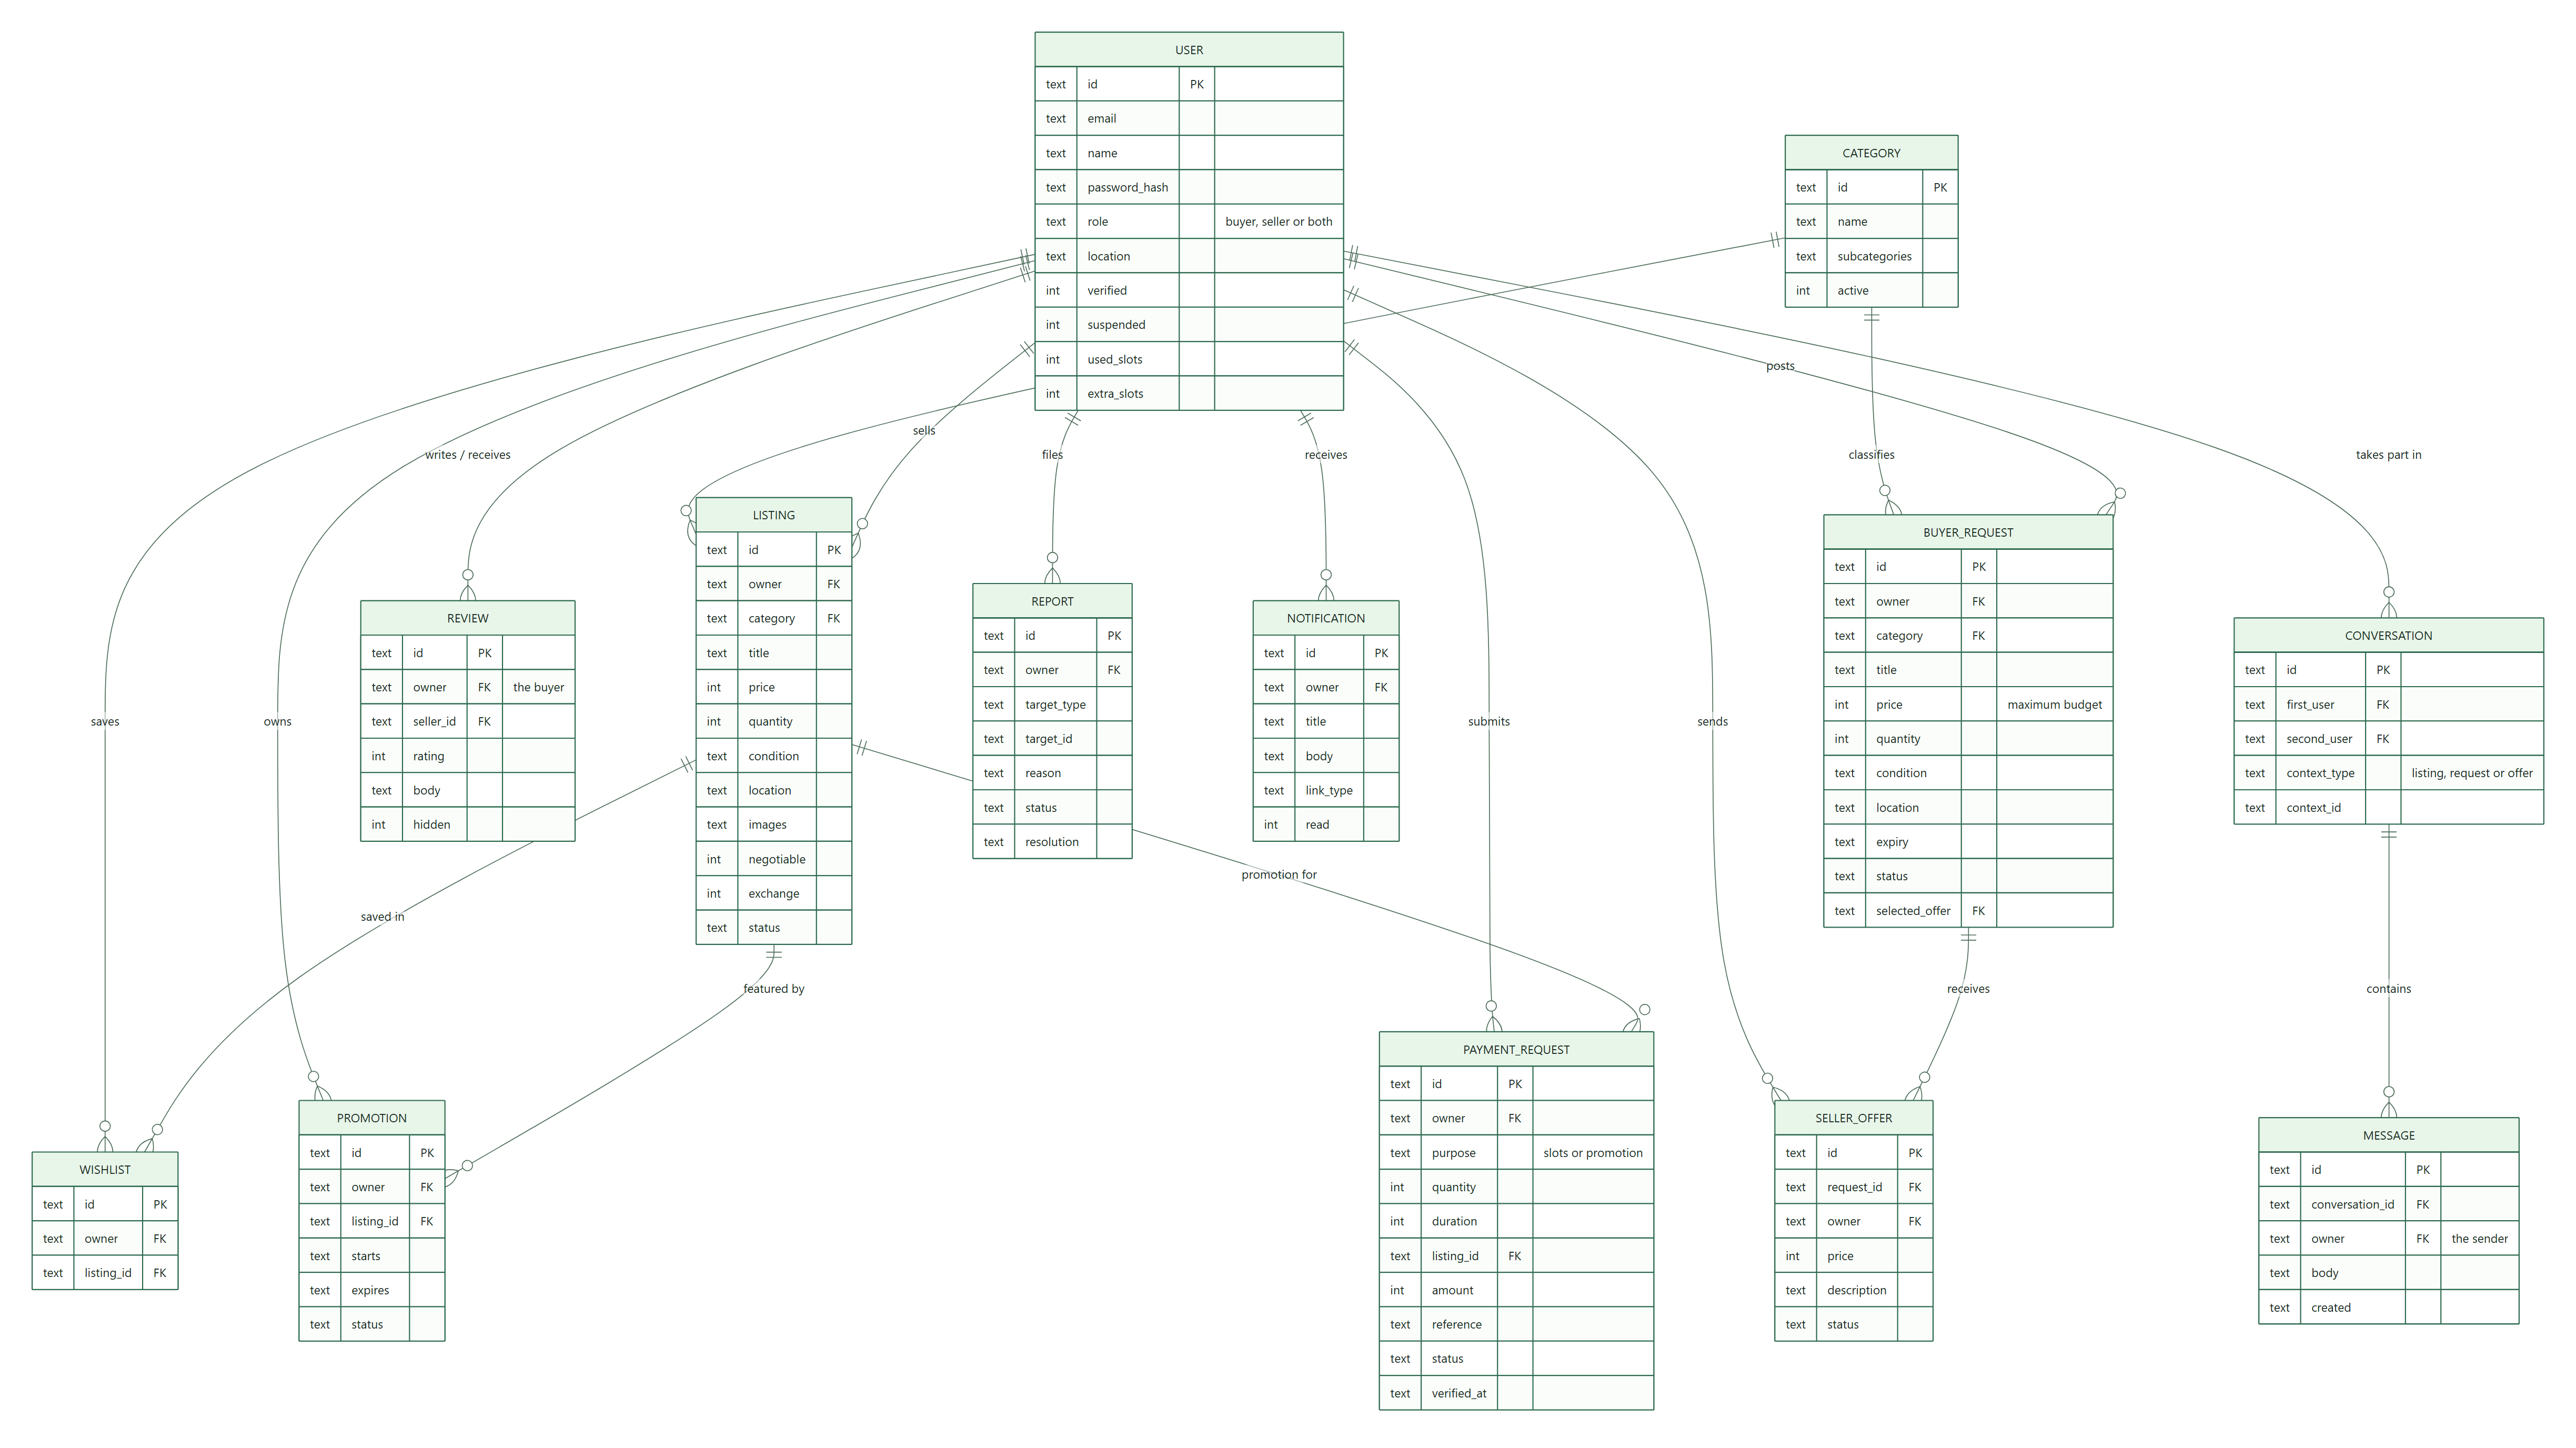 USER
text id PK
text email
text name
text password_hash
text role buyer, seller or both
text location
int verified
int suspended
int used_slots
int extra_slots
CATEGORY
text id PK
text name
text subcategories
int active
posts
sells
writes / receives
files
receives
classifies
takes part in
LISTING
text id PK
text owner FK
text category FK
text title
int price
int quantity
text condition
text location
text images
int negotiable
int exchange
text status
BUYER_REQUEST
text id PK
text owner FK
text category FK
text title
int price maximum budget
int quantity
text condition
text location
text expiry
text status
text selected_offer FK
REPORT
text id PK
text owner FK
text target_type
text target_id
text reason
text status
text resolution
REVIEW
text id PK
text owner FK the buyer
text seller_id FK
int rating
text body
int hidden
NOTIFICATION
text id PK
text owner FK
text title
text body
text link_type
int read
CONVERSATION
text id PK
text first_user FK
text second_user FK
text context_type listing, request or offer
text context_id
saves
owns
submits
sends
promotion for
saved in
featured by
receives
contains
PAYMENT_REQUEST
text id PK
text owner FK
text purpose slots or promotion
int quantity
int duration
text listing_id FK
int amount
text reference
text status
text verified_at
PROMOTION
text id PK
text owner FK
text listing_id FK
text starts
text expires
text status
SELLER_OFFER
text id PK
text request_id FK
text owner FK
int price
text description
text status
MESSAGE
text id PK
text conversation_id FK
text owner FK the sender
text body
text created
WISHLIST
text id PK
text owner FK
text listing_id FK